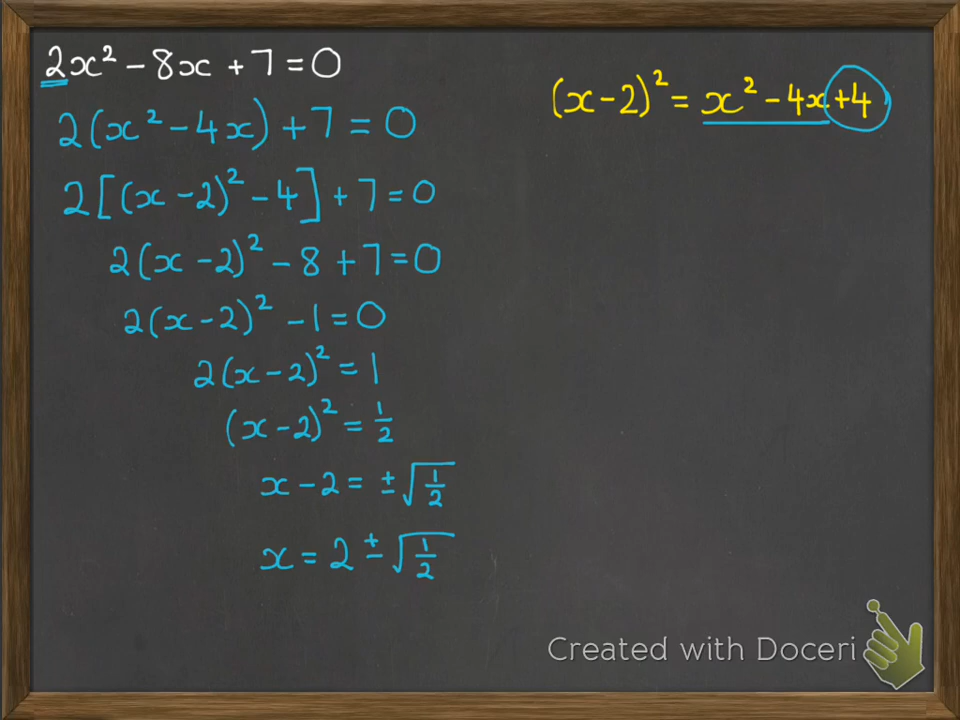 2x² - 8x + 7 = 0
2(x² - 4x) + 7 = 0
2[(x - 2)² - 4] + 7 = 0
2(x - 2)² - 8 + 7 = 0
2(x - 2)² - 1 = 0
2(x - 2)² = 1
(x - 2)² = 1/2
x - 2 = ±√(1/2)
x = 2 ± √(1/2)
(x - 2)² = x² - 4x + 4
Created with Doceri